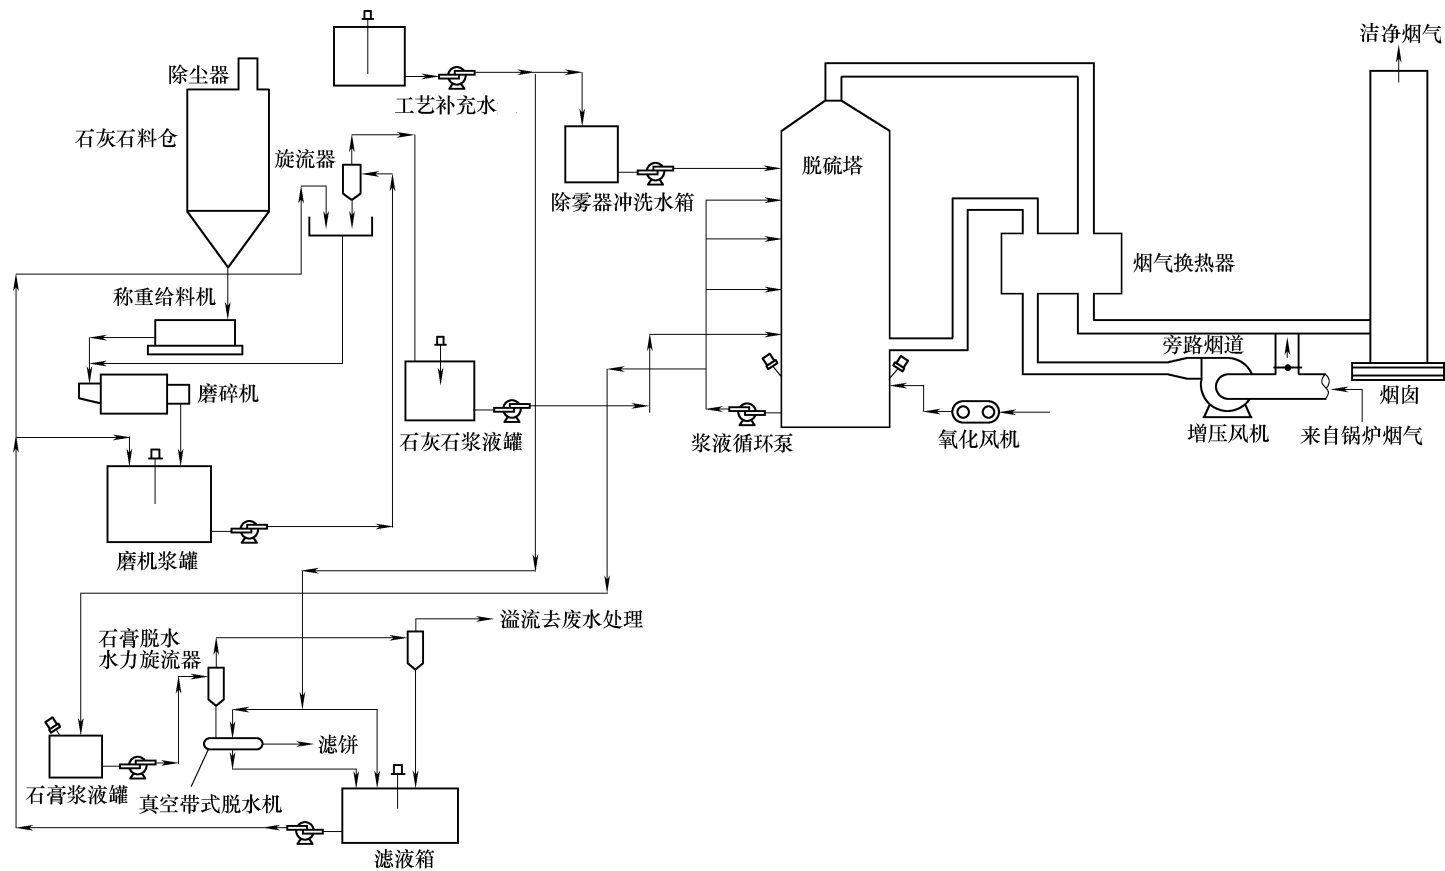 洁净烟气
除尘器
工艺补充水
石灰石料仓
旋流器
脱硫塔
除雾器冲洗水箱
烟气换热器
称重给料机
旁路烟道
磨碎机
烟囱
石灰石浆液罐
浆液循环泵
氧化风机
增压风机
来自锅炉烟气
磨机浆罐
溢流去废水处理
石膏脱水
水力旋流器
滤饼
石膏浆液罐
真空带式脱水机
滤液箱